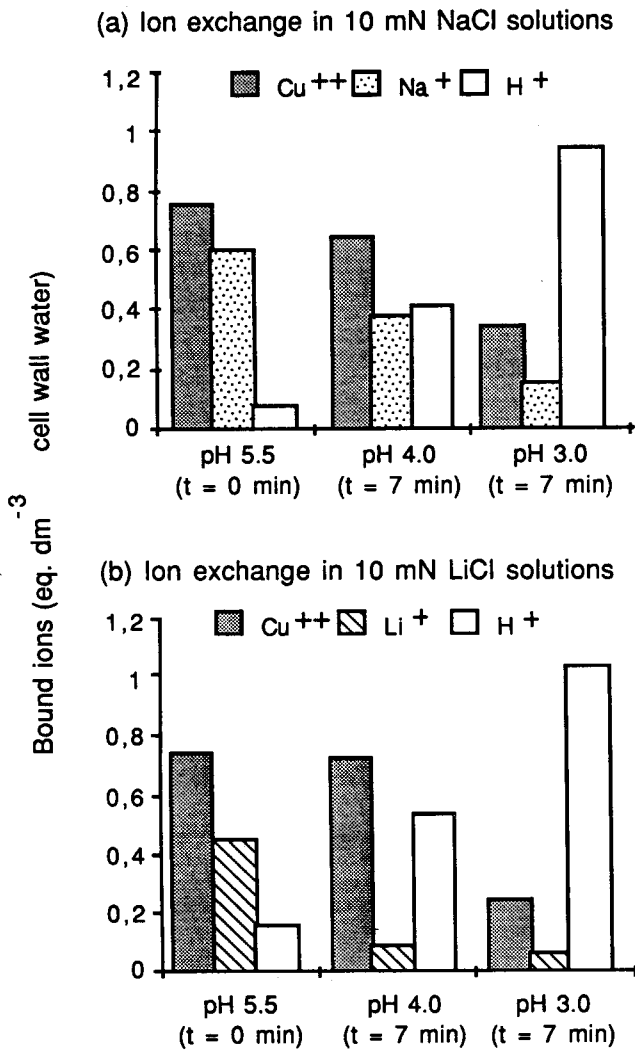 (a) Ion exchange in 10 mN NaCl solutions
Cu ++ Na + H +
1,2
1
0,8
0,6
0,4
0,2
0
pH 5.5 pH 4.0 pH 3.0
(t = 0 min) (t = 7 min) (t = 7 min)
Bound ions (eq. dm -3 cell wall water)
(b) Ion exchange in 10 mN LiCl solutions
Cu ++ Li + H +
1,2
1
0,8
0,6
0,4
0,2
0
pH 5.5 pH 4.0 pH 3.0
(t = 0 min) (t = 7 min) (t = 7 min)